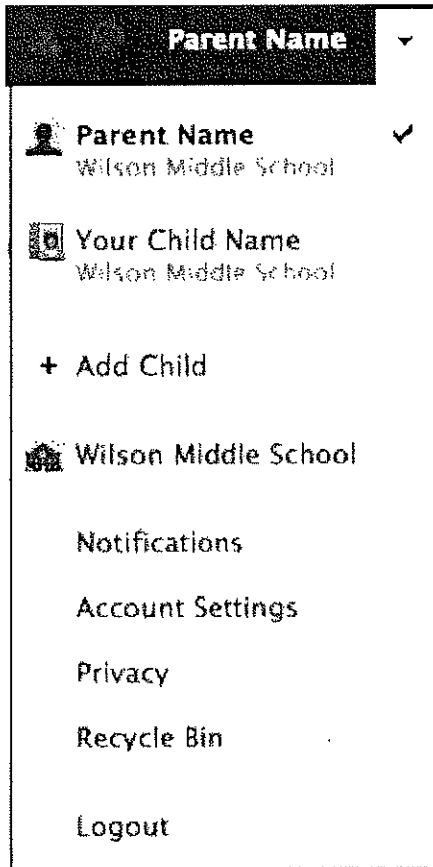 Parent Name
Parent Name
Wilson Middle School
Your Child Name
Wilson Middle School
+ Add Child
Wilson Middle School
Notifications
Account Settings
Privacy
Recycle Bin
Logout